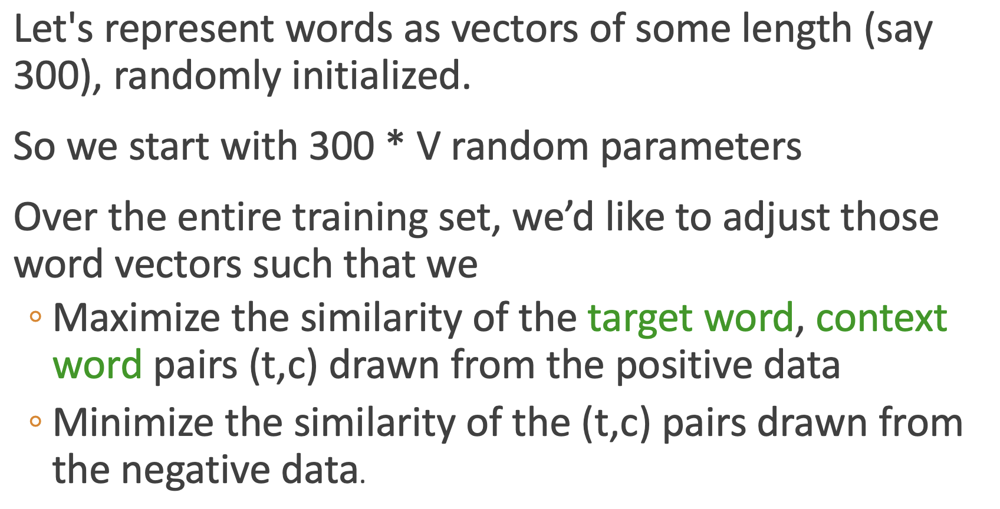 Let's represent words as vectors of some length (say
300), randomly initialized.
So we start with 300 * V random parameters
Over the entire training set, we’d like to adjust those
word vectors such that we
◦ Maximize the similarity of the target word, context
word pairs (t,c) drawn from the positive data
◦ Minimize the similarity of the (t,c) pairs drawn from
the negative data.